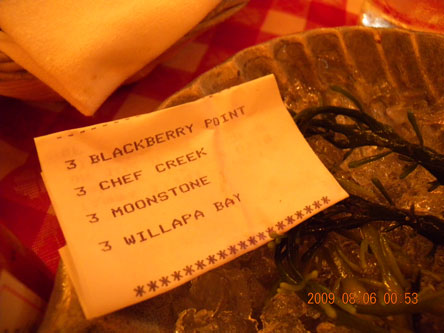 3 BLACKBERRY POINT
3 CHEF CREEK
3 MOONSTONE
3 WILLAPA BAY
********************
2009 08 06 00:53